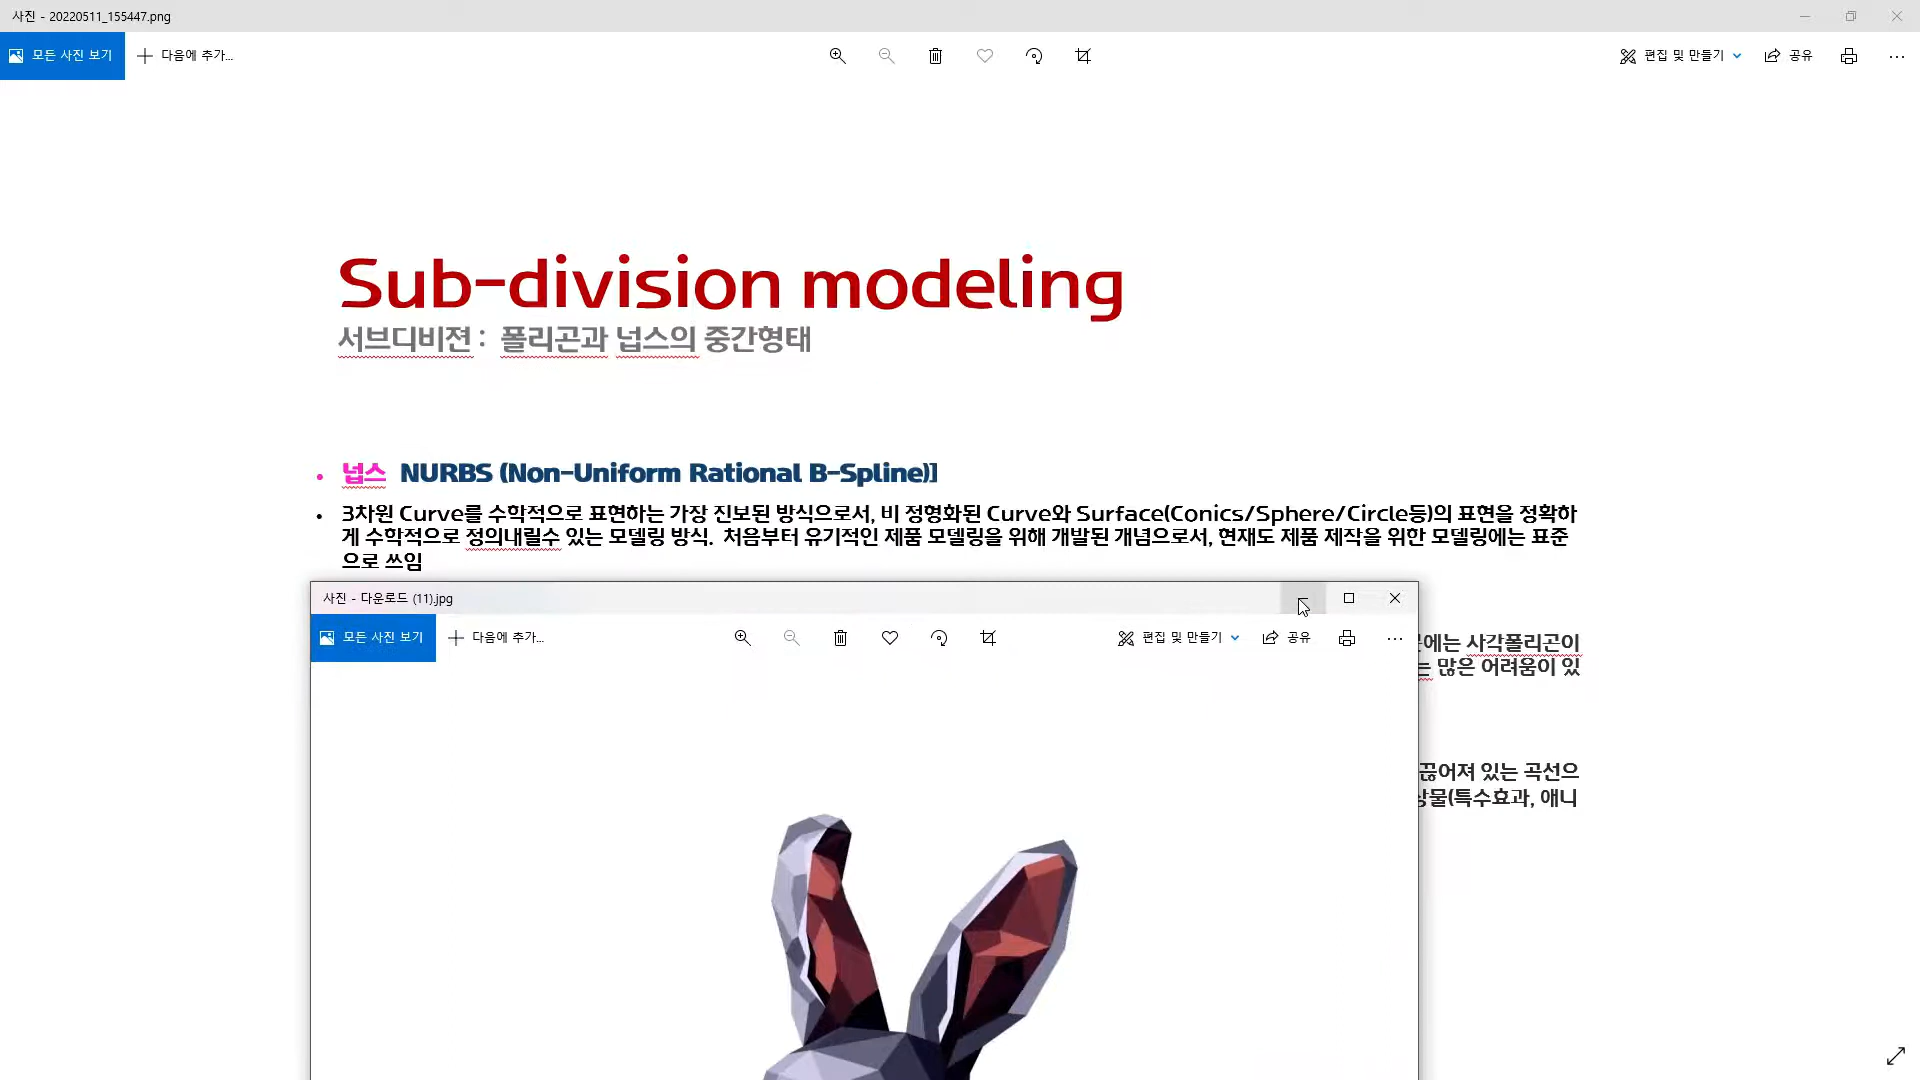 사진 - 20220511_155447.png
모든 사진 보기
다음에 추가...
편집 및 만들기
공유
Sub-division modeling
서브디비젼 : 폴리곤과 넙스의 중간형태
넙스 NURBS (Non-Uniform Rational B-Spline)]
3차원 Curve를 수학적으로 표현하는 가장 진보된 방식으로서, 비 정형화된 Curve와 Surface(Conics/Sphere/Circle등)의 표현을 정확하
게 수학적으로 정의내릴수 있는 모델링 방식. 처음부터 유기적인 제품 모델링을 위해 개발된 개념으로서, 현재도 제품 제작을 위한 모델링에는 표준
으로 쓰임
사진 - 다운로드 (11).jpg
모든 사진 보기
다음에 추가...
편집 및 만들기
공유
에는 사각폴리곤이
는 많은 어려움이 있
끊어져 있는 곡선으
상물(특수효과, 애니